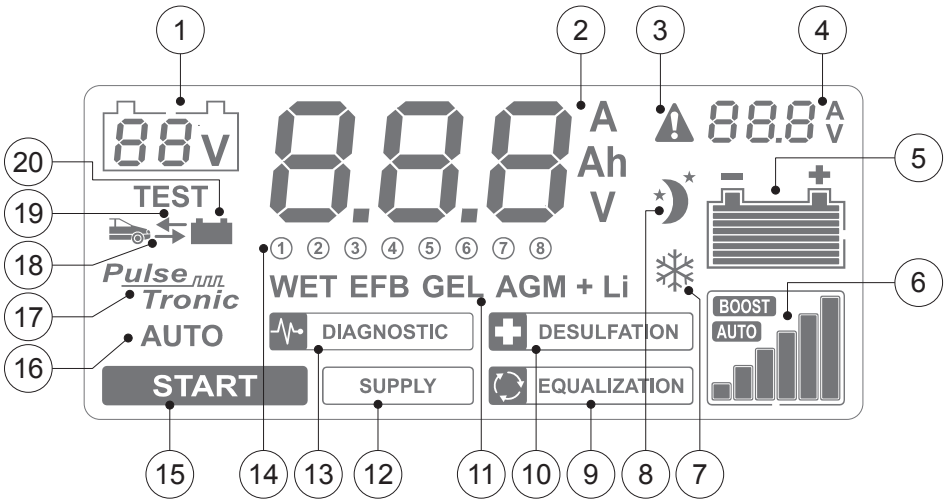 1
2
3
4
88 V
8.8.8
A
Ah
V
88.8 A
V
5
20
TEST
- +
19
18
① ② ③ ④ ⑤ ⑥ ⑦ ⑧
8
Pulse
Tronic
WET EFB GEL AGM + Li
17
BOOST
AUTO
6
DIAGNOSTIC
DESULFATION
AUTO
16
START
SUPPLY
EQUALIZATION
15
14
13
12
11
10
9
8
7